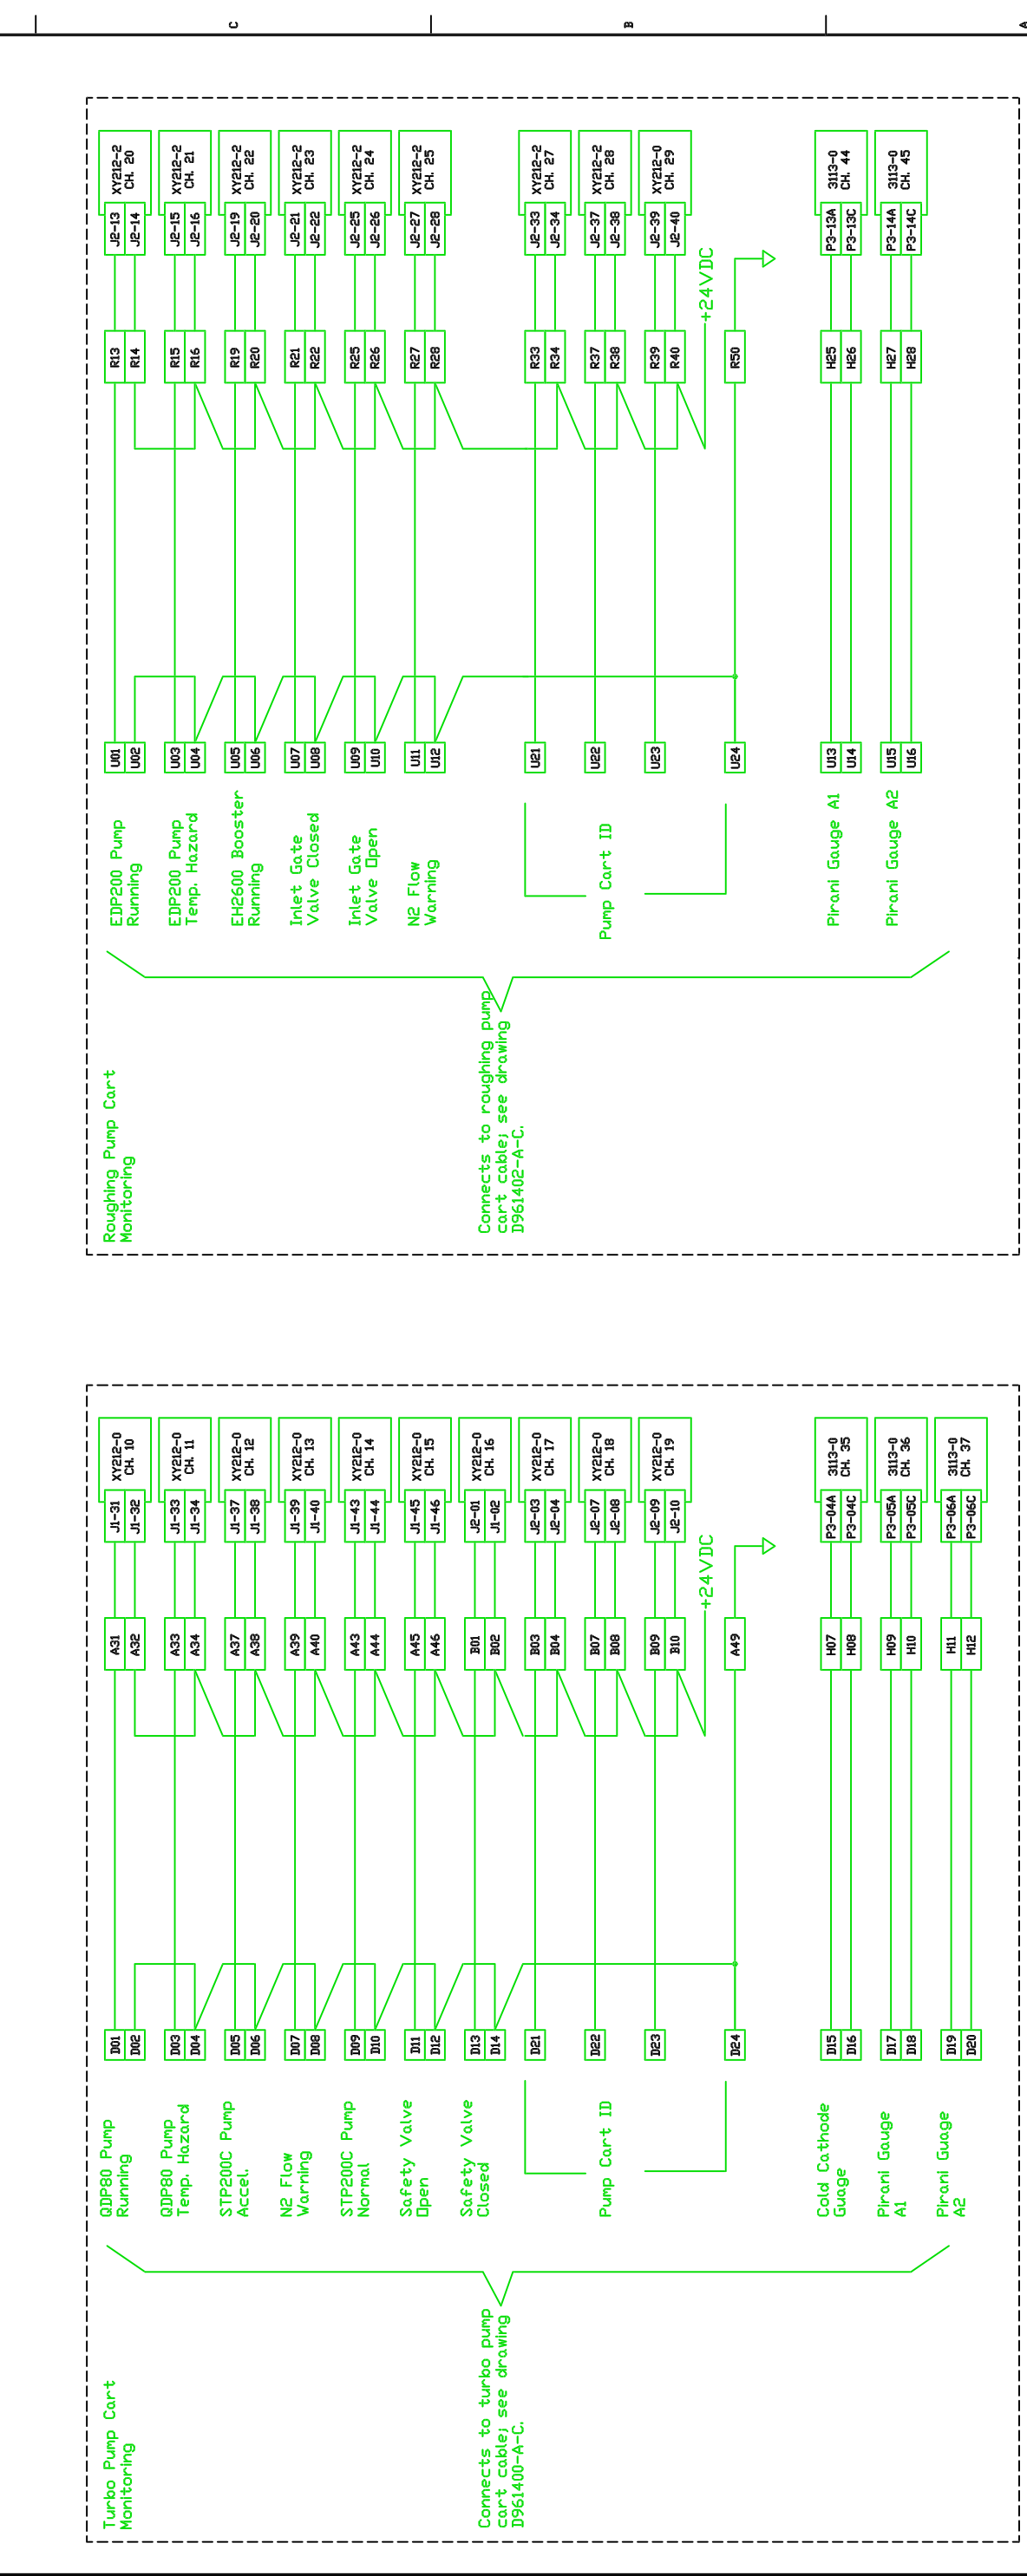 C
B
A
XY212-2
CH. 20
XY212-2
CH. 21
XY212-2
CH. 22
XY212-2
CH. 23
XY212-2
CH. 24
XY212-2
CH. 25
XY212-2
CH. 27
XY212-2
CH. 28
XY212-0
CH. 29
3113-0
CH. 44
3113-0
CH. 45
J2-13
J2-14
J2-15
J2-16
J2-19
J2-20
J2-21
J2-22
J2-25
J2-26
J2-27
J2-28
J2-33
J2-34
J2-37
J2-38
J2-39
J2-40
P3-13A
P3-13C
P3-14A
P3-14C
+24VDC
R13
R14
R15
R16
R19
R20
R21
R22
R25
R26
R27
R28
R33
R34
R37
R38
R39
R40
R50
H25
H26
H27
H28
U01
U02
U03
U04
U05
U06
U07
U08
U09
U10
U11
U12
U21
U22
U23
U24
U13
U14
U15
U16
EDP200 Pump
Running
EDP200 Pump
Temp. Hazard
EH2600 Booster
Running
Inlet Gate
Valve Closed
Inlet Gate
Valve Open
N2 Flow
Warning
Pump Cart ID
Pirani Gauge A1
Pirani Gauge A2
Connects to roughing pump
cart cable; see drawing
D961402-A-C.
Roughing Pump Cart
Monitoring
XY212-0
CH. 10
XY212-0
CH. 11
XY212-0
CH. 12
XY212-0
CH. 13
XY212-0
CH. 14
XY212-0
CH. 15
XY212-0
CH. 16
XY212-0
CH. 17
XY212-0
CH. 18
XY212-0
CH. 19
3113-0
CH. 35
3113-0
CH. 36
3113-0
CH. 37
J1-31
J1-32
J1-33
J1-34
J1-37
J1-38
J1-39
J1-40
J1-43
J1-44
J1-45
J1-46
J2-01
J1-02
J2-03
J2-04
J2-07
J2-08
J2-09
J2-10
P3-04A
P3-04C
P3-05A
P3-05C
P3-06A
P3-06C
+24VDC
A31
A32
A33
A34
A37
A38
A39
A40
A43
A44
A45
A46
B01
B02
B03
B04
B07
B08
B09
B10
A49
H07
H08
H09
H10
H11
H12
D01
D02
D03
D04
D05
D06
D07
D08
D09
D10
D11
D12
D13
D14
D21
D22
D23
D24
D15
D16
D17
D18
D19
D20
QDP80 Pump
Running
QDP80 Pump
Temp. Hazard
STP200C Pump
Accel.
N2 Flow
Warning
STP200C Pump
Normal
Safety Valve
Open
Safety Valve
Closed
Pump Cart ID
Cold Cathode
Guage
Pirani Gauge
A1
Pirani Guage
A2
Connects to turbo pump
cart cable; see drawing
D961400-A-C.
Turbo Pump Cart
Monitoring